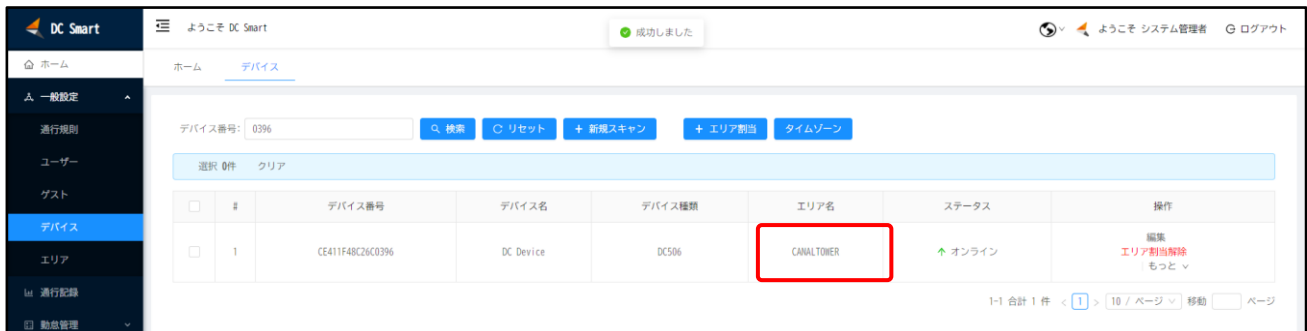 DC Smart
ようこそ DC Smart
成功しました
ようこそ システム管理者
ログアウト
ホーム
一般設定
通行規則
ユーザー
ゲスト
デバイス
エリア
通行記録
勤怠管理
ホーム
デバイス
デバイス番号: 0396
検索
リセット
+ 新規スキャン
+ エリア割当
タイムゾーン
選択 0件 クリア
# デバイス番号 デバイス名 デバイス種類 エリア名 ステータス 操作
1 CE411F48C26C0396 DC Device DC506 CANALTOWER ↑ オンライン 編集
エリア割当解除
もっと
1-1 合計 1 件 < 1 > 10 / ページ 移動 ページ